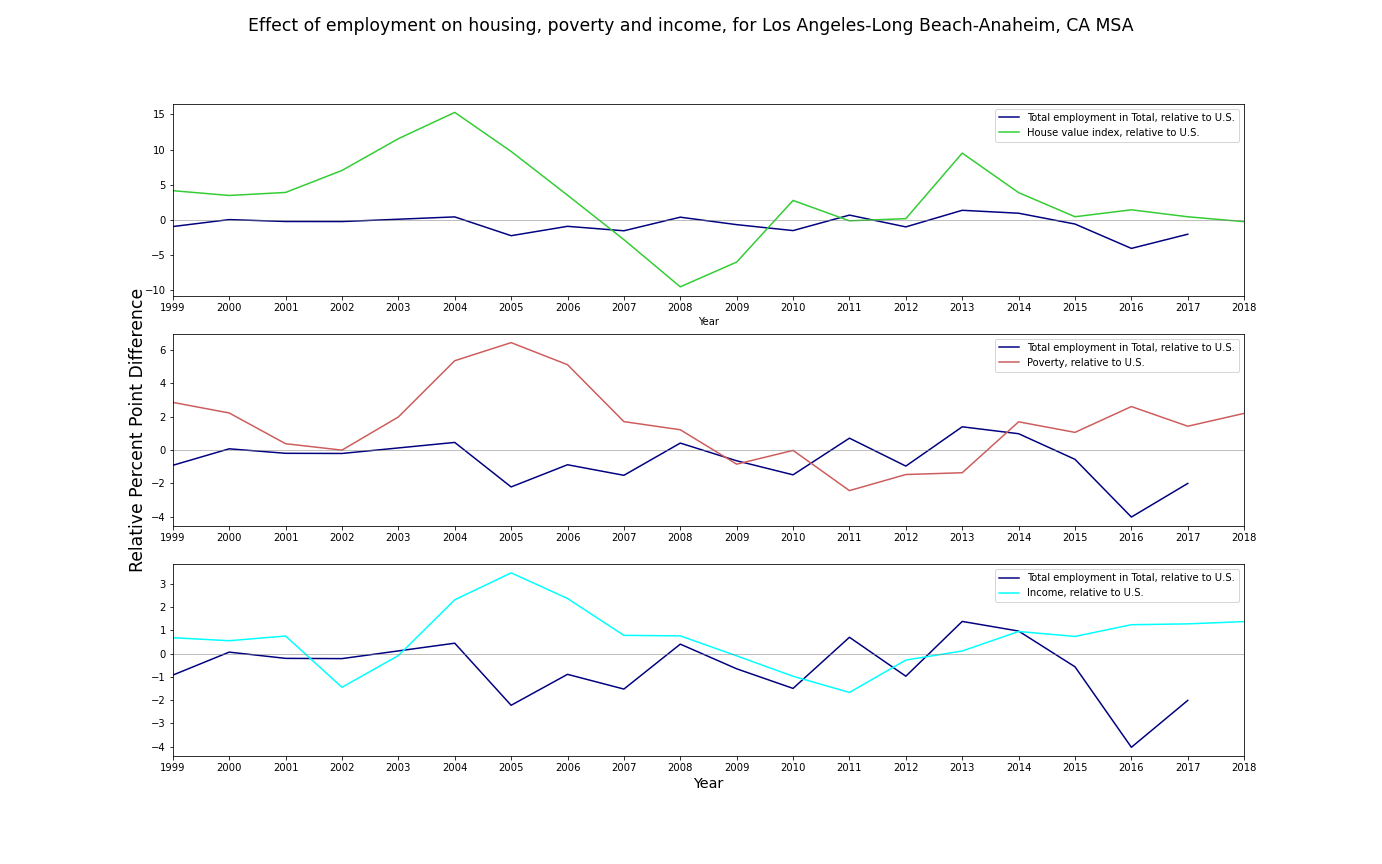 Effect of employment on housing, poverty and income, for Los Angeles-Long Beach-Anaheim, CA MSA
Relative Percent Point Difference
15
10
5
0
−5
−10
Total employment in Total, relative to U.S.
House value index, relative to U.S.
1999 2000 2001 2002 2003 2004 2005 2006 2007 2008 2009 2010 2011 2012 2013 2014 2015 2016 2017 2018
Year
6
4
2
0
−2
−4
Total employment in Total, relative to U.S.
Poverty, relative to U.S.
1999 2000 2001 2002 2003 2004 2005 2006 2007 2008 2009 2010 2011 2012 2013 2014 2015 2016 2017 2018
3
2
1
0
−1
−2
−3
−4
Total employment in Total, relative to U.S.
Income, relative to U.S.
1999 2000 2001 2002 2003 2004 2005 2006 2007 2008 2009 2010 2011 2012 2013 2014 2015 2016 2017 2018
Year